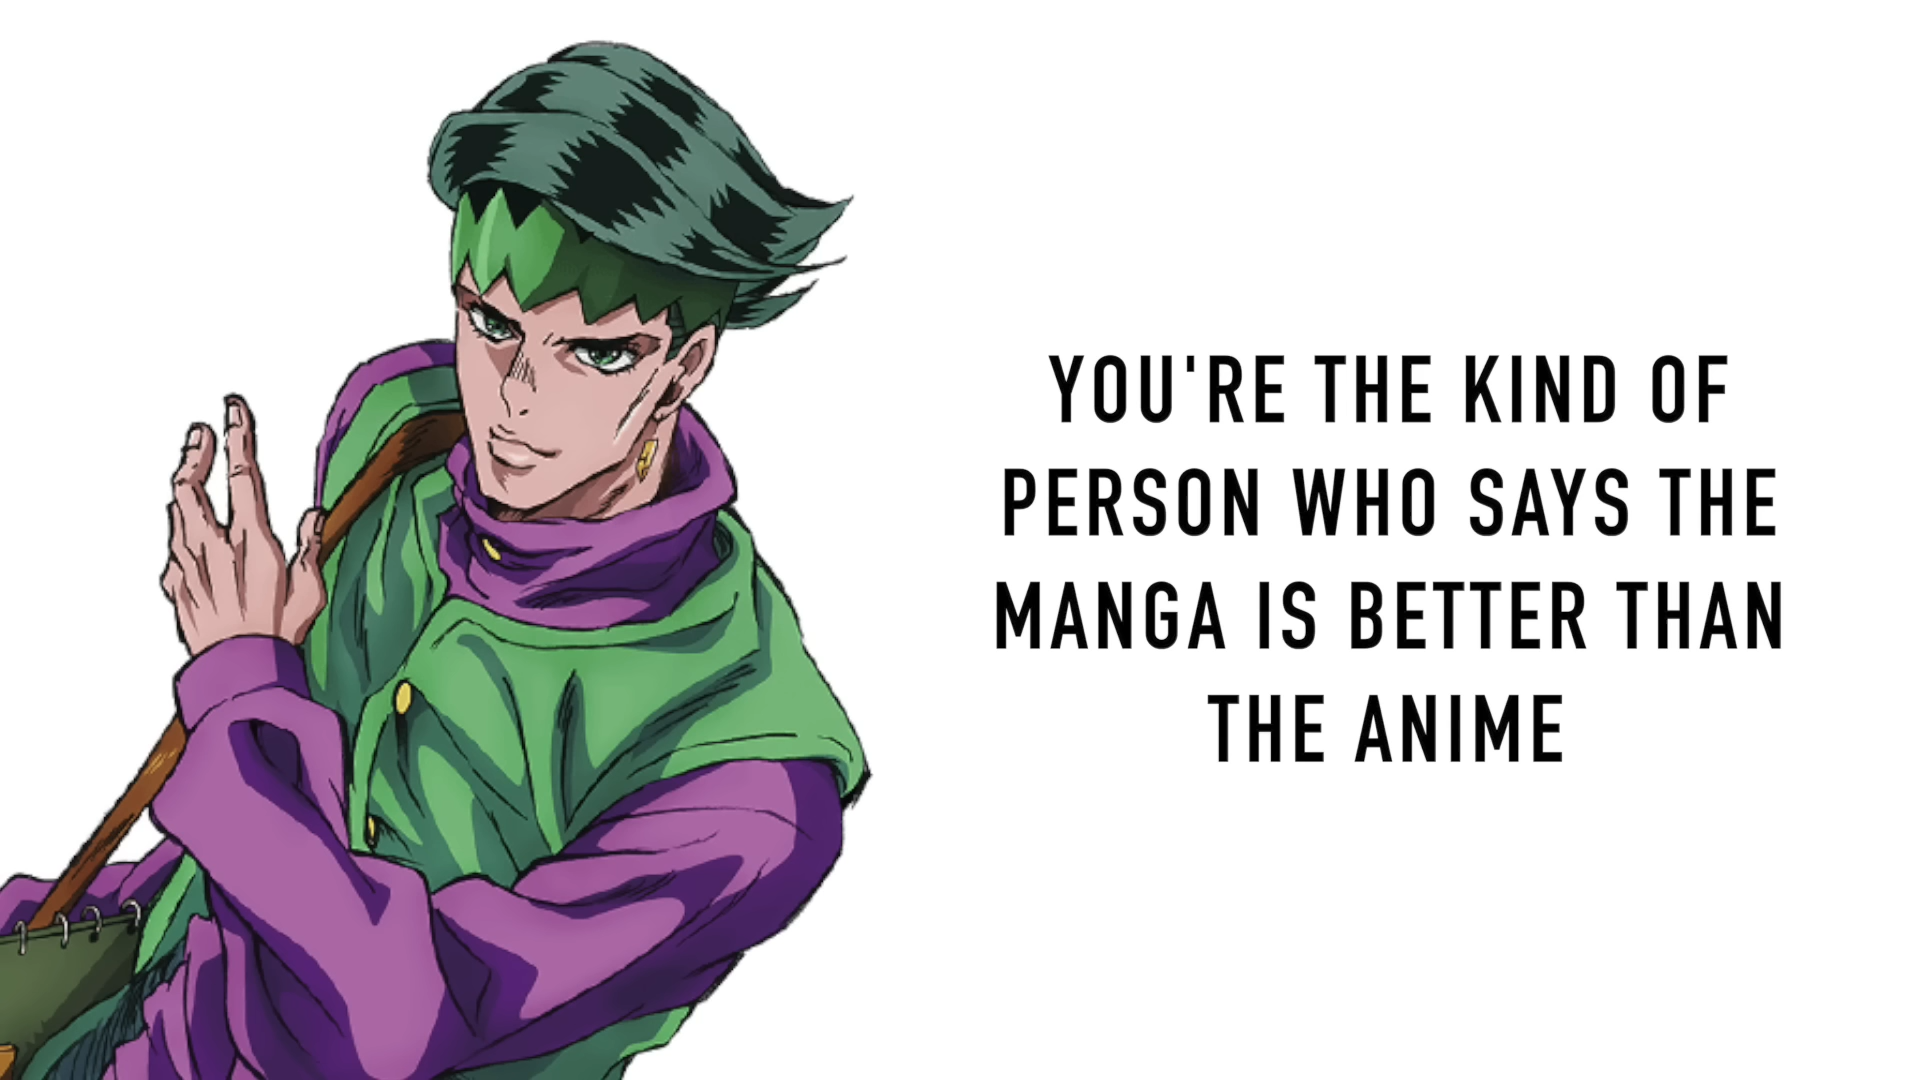 YOU'RE THE KIND OF
PERSON WHO SAYS THE
MANGA IS BETTER THAN
THE ANIME